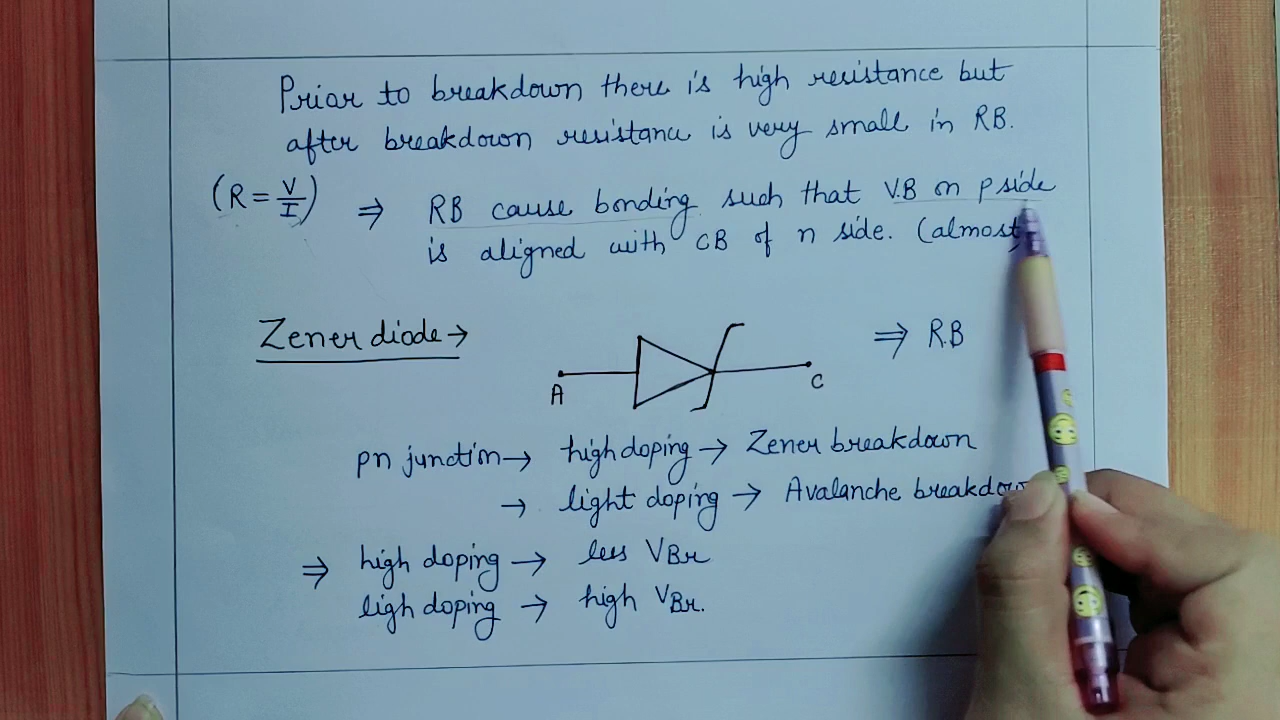 Prior to breakdown there is high resistance but
after breakdown resistance is very small in RB.
(R = V/I) ⇒ RB cause bonding such that V.B on p side
is aligned with CB of n side. (almost)
Zener diode →
A
C
⇒ R.B
pn junction → high doping → Zener breakdown
→ light doping → Avalanche breakdow
⇒ high doping → less VBr
ligh doping → high VBr.